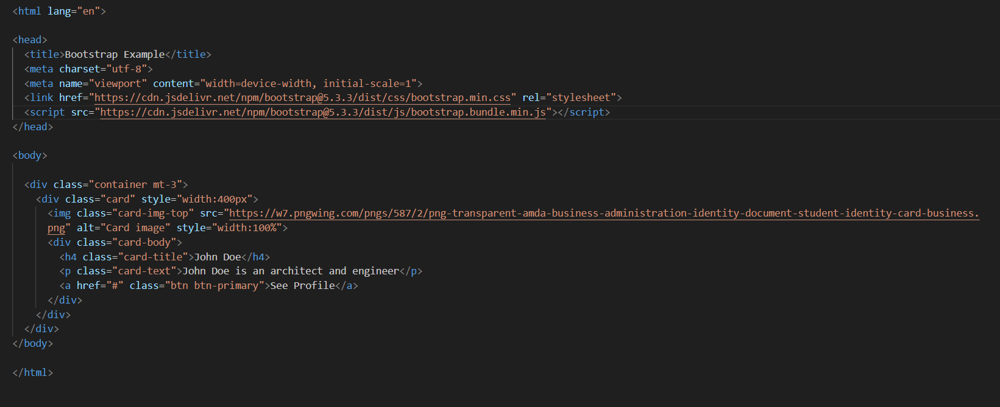 <html lang="en">
<head>
<title>Bootstrap Example</title>
<meta charset="utf-8">
<meta name="viewport" content="width=device-width, initial-scale=1">
<link href="https://cdn.jsdelivr.net/npm/bootstrap@5.3.3/dist/css/bootstrap.min.css" rel="stylesheet">
<script src="https://cdn.jsdelivr.net/npm/bootstrap@5.3.3/dist/js/bootstrap.bundle.min.js"></script>
</head>
<body>
<div class="container mt-3">
<div class="card" style="width:400px">
<img class="card-img-top" src="https://w7.pngwing.com/pngs/587/2/png-transparent-amda-business-administration-identity-document-student-identity-card-business.
png" alt="Card image" style="width:100%">
<div class="card-body">
<h4 class="card-title">John Doe</h4>
<p class="card-text">John Doe is an architect and engineer</p>
<a href="#" class="btn btn-primary">See Profile</a>
</div>
</div>
</div>
</body>
</html>